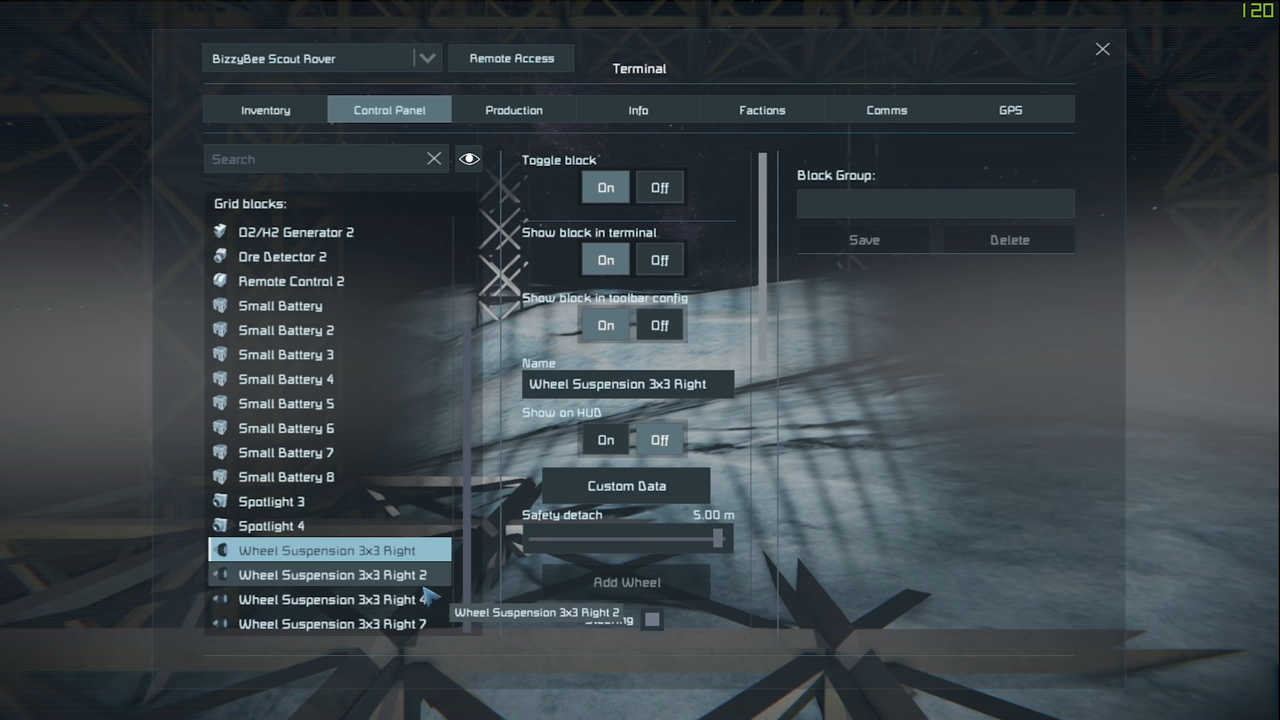 120
BizzyBee Scout Rover
Remote Access
Terminal
Inventory
Control Panel
Production
Info
Factions
Comms
GPS
Search
Grid blocks:
O2/H2 Generator 2
Ore Detector 2
Remote Control 2
Small Battery
Small Battery 2
Small Battery 3
Small Battery 4
Small Battery 5
Small Battery 6
Small Battery 7
Small Battery 8
Spotlight 3
Spotlight 4
Wheel Suspension 3x3 Right
Wheel Suspension 3x3 Right 2
Wheel Suspension 3x3 Right 4
Wheel Suspension 3x3 Right 7
Wheel Suspension 3x3 Right 2
Toggle block
On Off
Show block in terminal
On Off
Show block in toolbar config
On Off
Name
Wheel Suspension 3x3 Right
Show on HUD
On Off
Custom Data
Safety detach 5.00 m
Add Wheel
Steering
Block Group:
Save
Delete